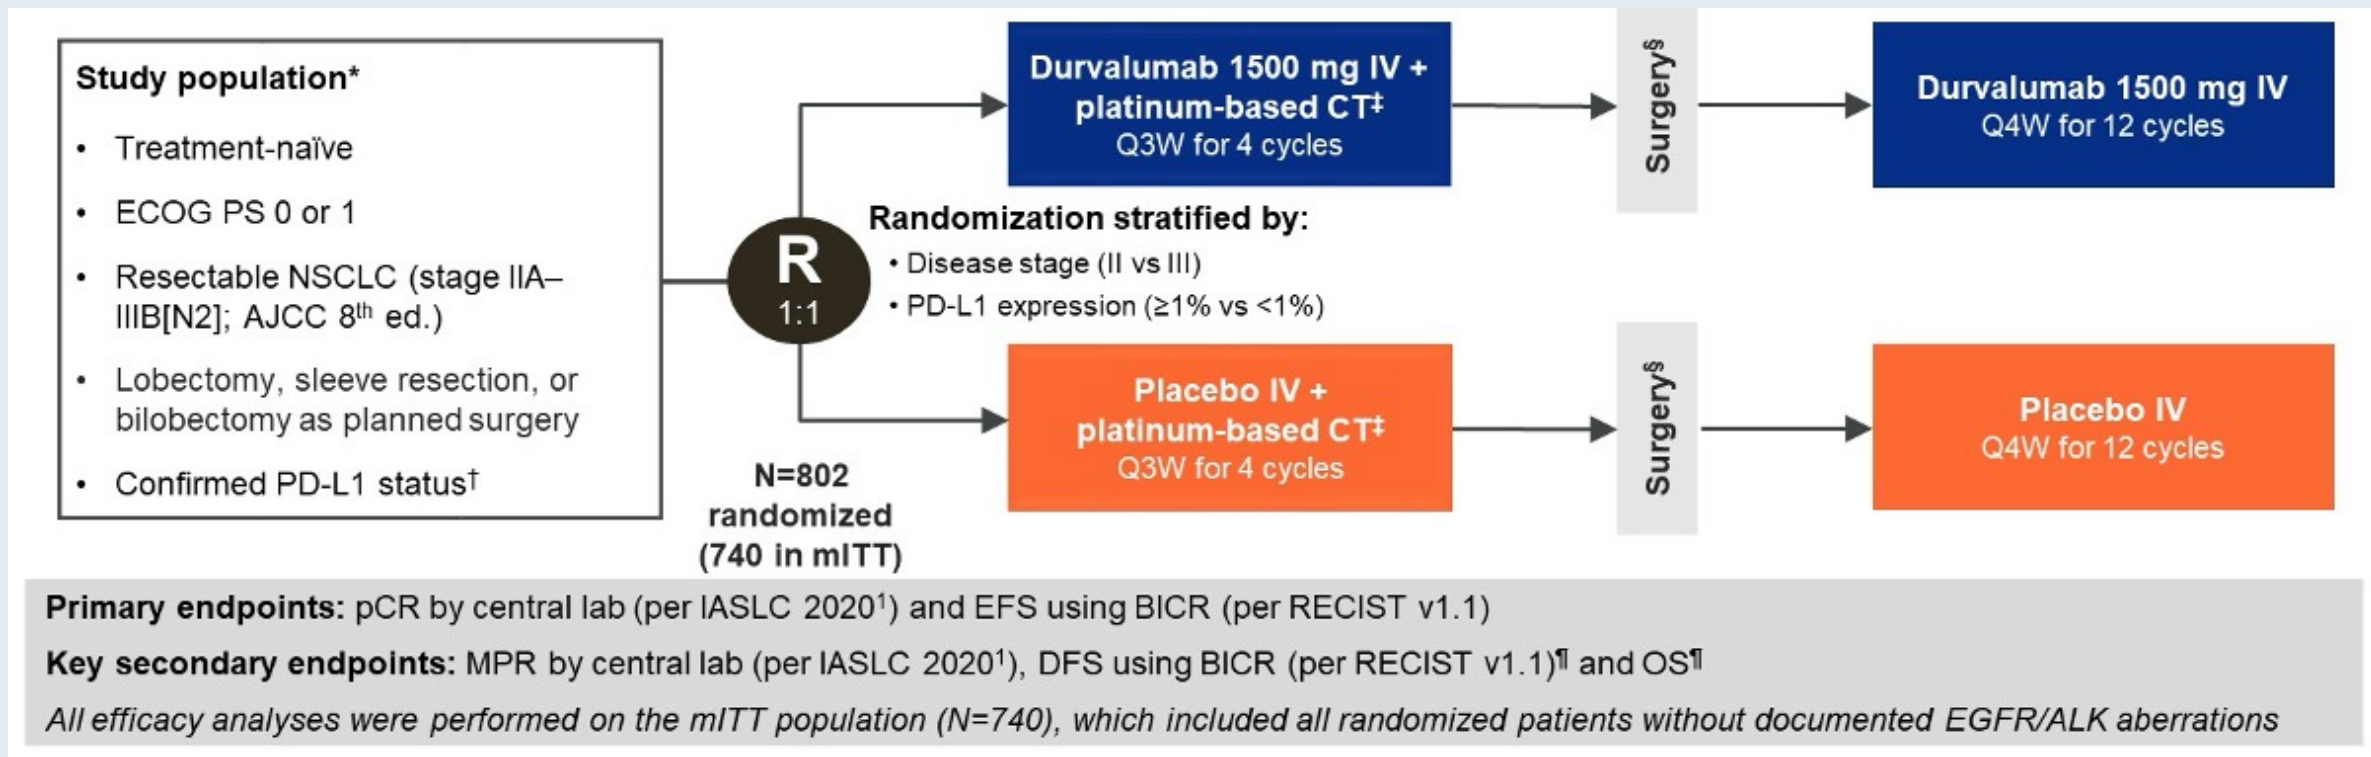 Study population*
• Treatment-naïve
• ECOG PS 0 or 1
• Resectable NSCLC (stage IIA–
IIIB[N2]; AJCC 8th ed.)
• Lobectomy, sleeve resection, or
bilobectomy as planned surgery
• Confirmed PD-L1 status†
R
1:1
N=802
randomized
(740 in mITT)
Randomization stratified by:
• Disease stage (II vs III)
• PD-L1 expression (≥1% vs <1%)
Durvalumab 1500 mg IV +
platinum-based CT‡
Q3W for 4 cycles
Surgery§
Durvalumab 1500 mg IV
Q4W for 12 cycles
Placebo IV +
platinum-based CT‡
Q3W for 4 cycles
Surgery§
Placebo IV
Q4W for 12 cycles
Primary endpoints: pCR by central lab (per IASLC 2020¹) and EFS using BICR (per RECIST v1.1)
Key secondary endpoints: MPR by central lab (per IASLC 2020¹), DFS using BICR (per RECIST v1.1)¶ and OS¶
All efficacy analyses were performed on the mITT population (N=740), which included all randomized patients without documented EGFR/ALK aberrations